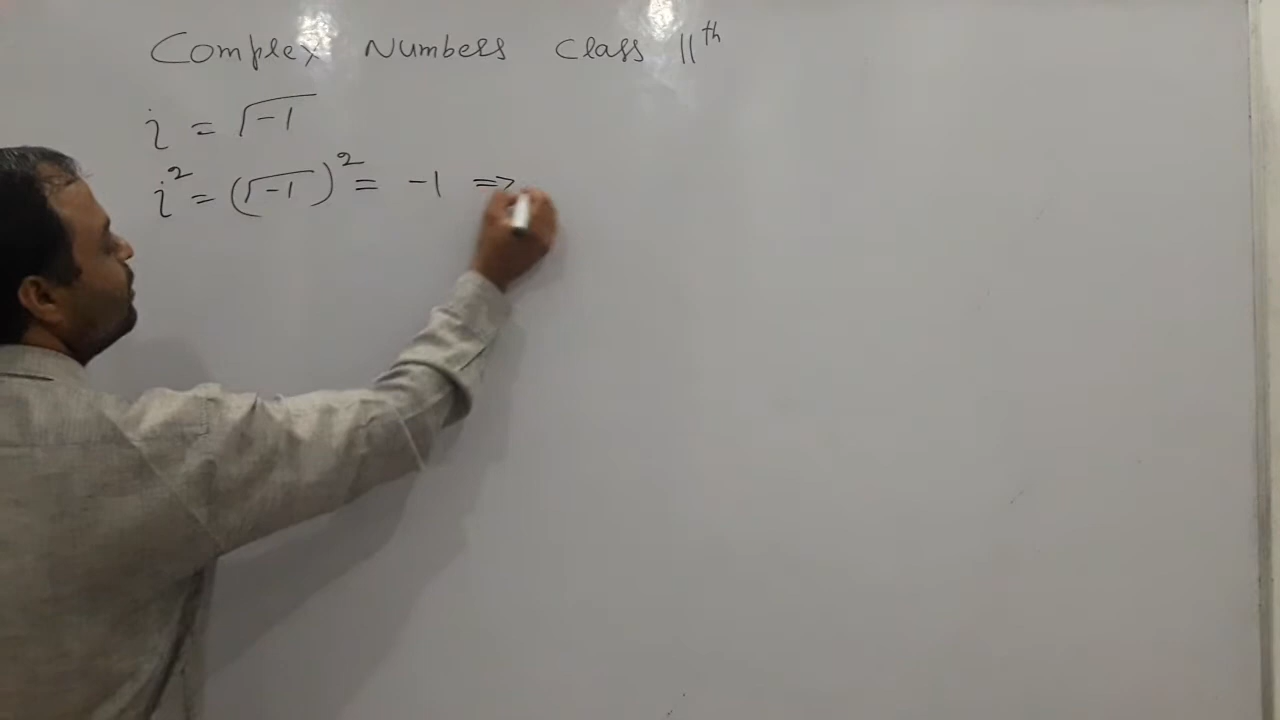 Complex Numbers Class 11th
i = √-1
i² = (√-1)² = -1 ⇒